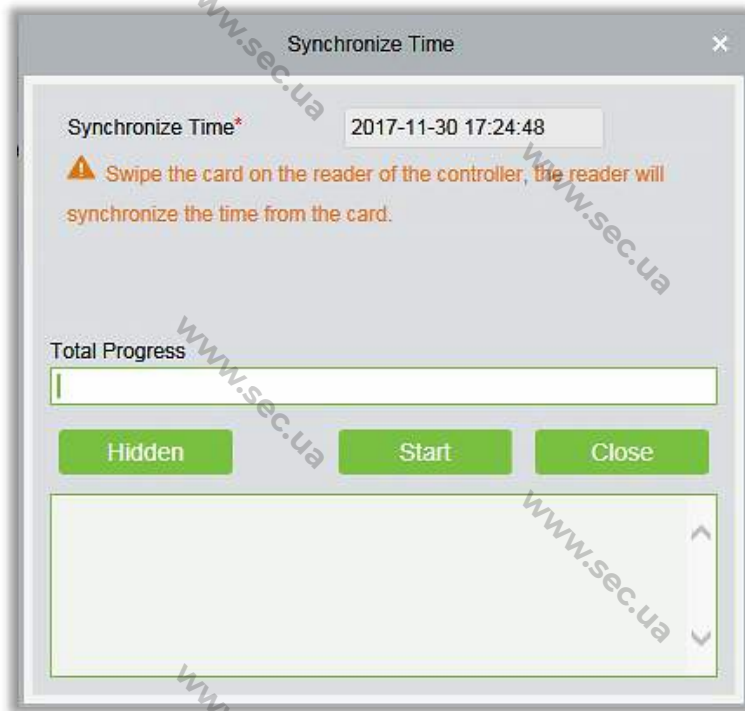 Synchronize Time
Synchronize Time* 2017-11-30 17:24:48
Swipe the card on the reader of the controller, the reader will
synchronize the time from the card.
Total Progress
Hidden Start Close
www.sec.ua
www.sec.ua
www.sec.ua
www.sec.ua
www